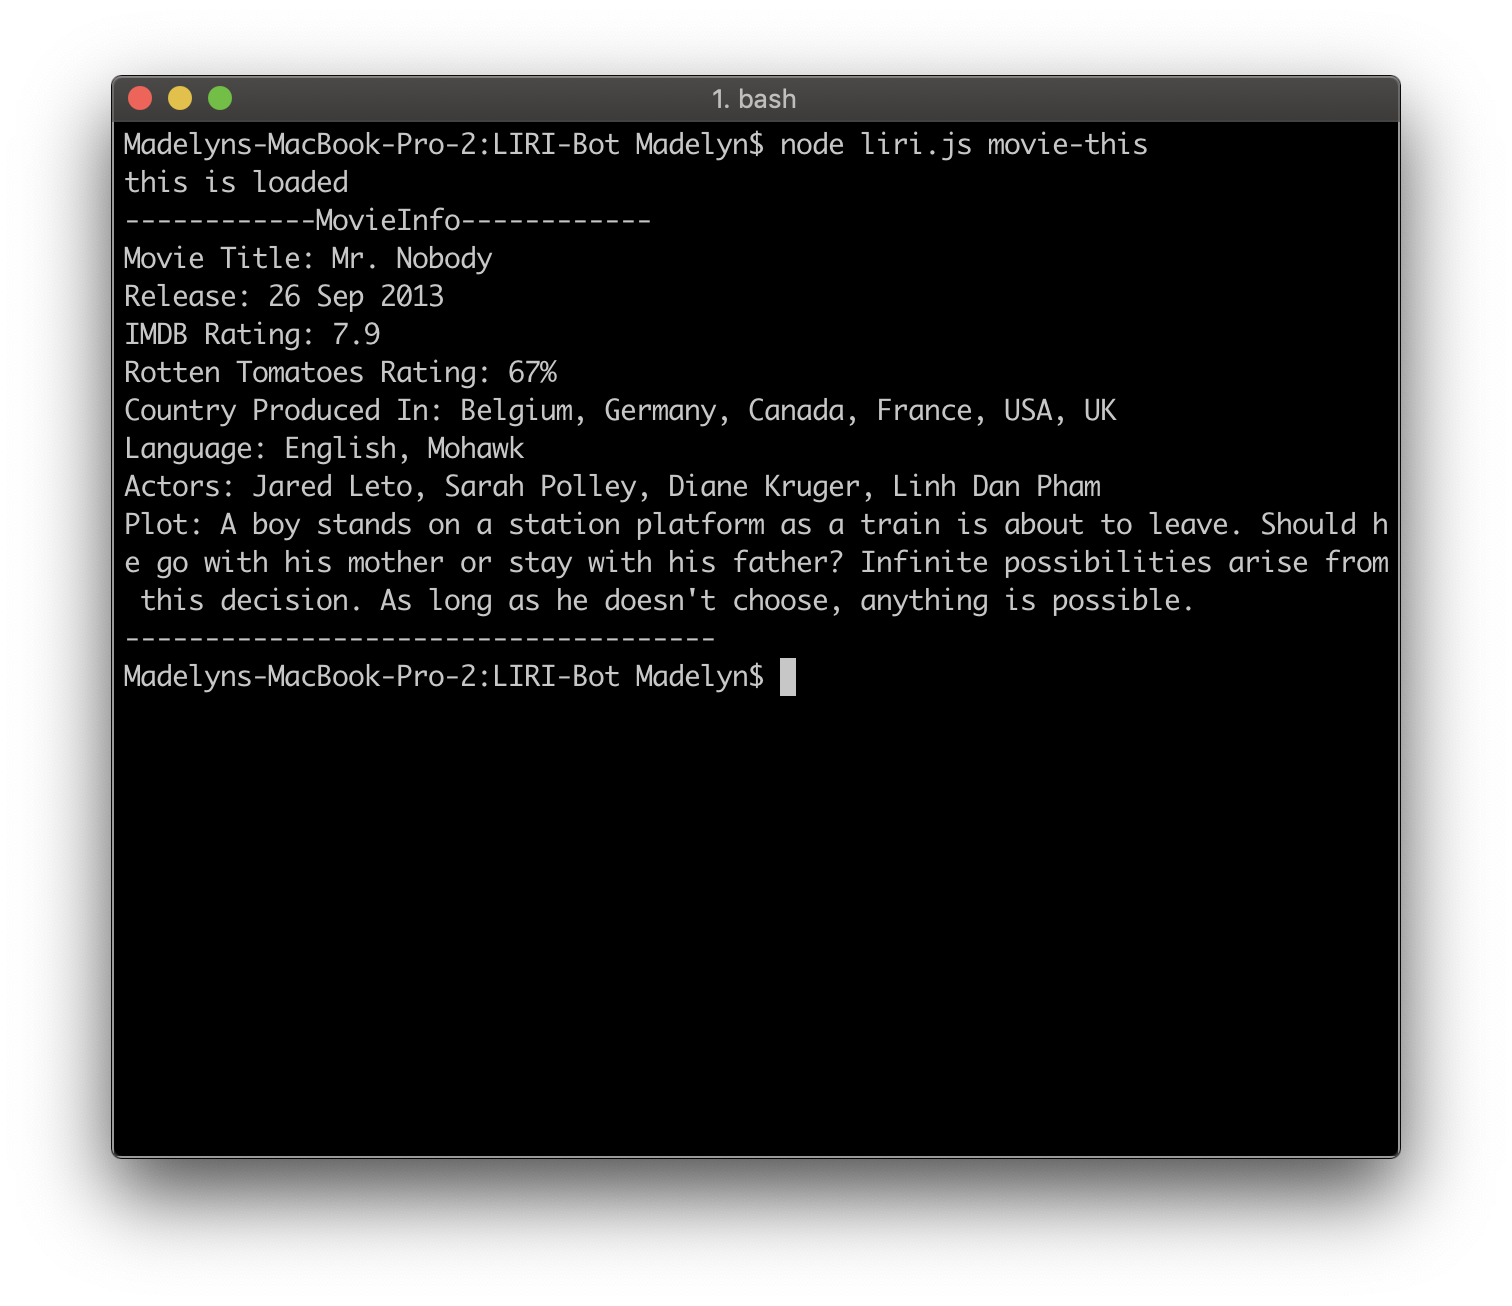 1. bash
Madelyns-MacBook-Pro-2:LIRI-Bot Madelyn$ node liri.js movie-this
this is loaded
------------MovieInfo------------
Movie Title: Mr. Nobody
Release: 26 Sep 2013
IMDB Rating: 7.9
Rotten Tomatoes Rating: 67%
Country Produced In: Belgium, Germany, Canada, France, USA, UK
Language: English, Mohawk
Actors: Jared Leto, Sarah Polley, Diane Kruger, Linh Dan Pham
Plot: A boy stands on a station platform as a train is about to leave. Should h
e go with his mother or stay with his father? Infinite possibilities arise from
 this decision. As long as he doesn't choose, anything is possible.
-------------------------------------
Madelyns-MacBook-Pro-2:LIRI-Bot Madelyn$